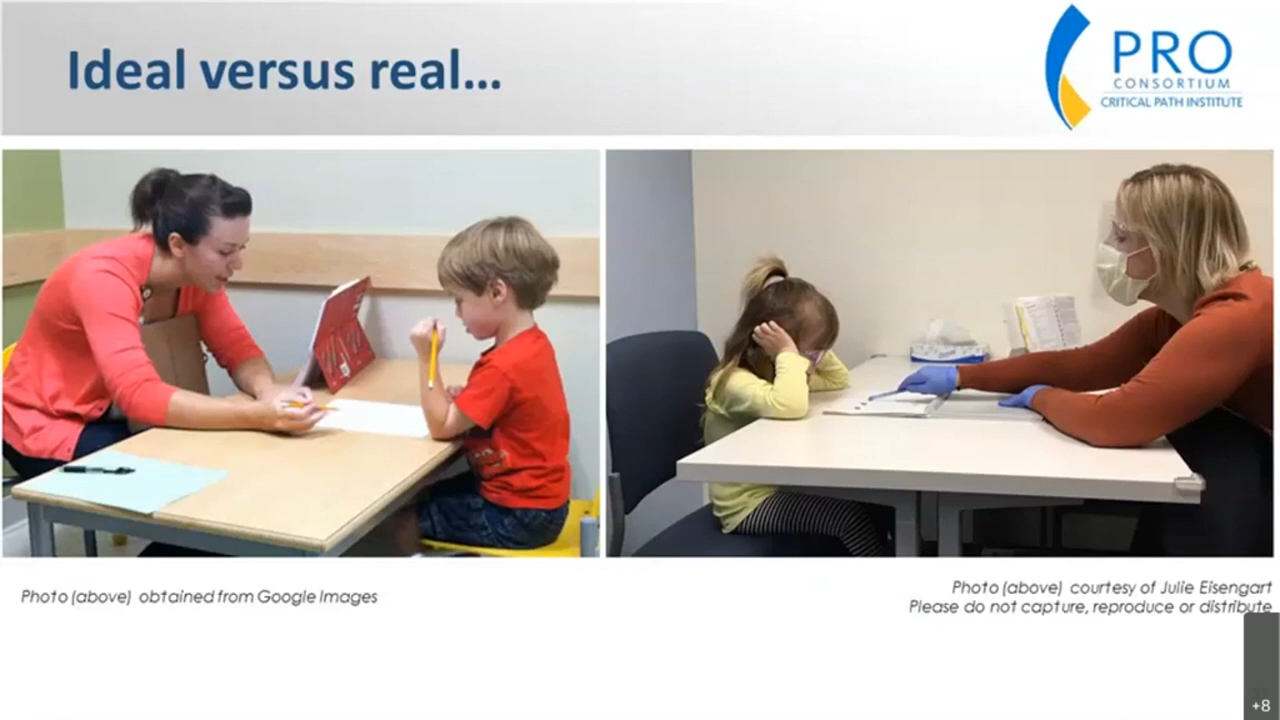 Ideal versus real...
PRO
CONSORTIUM
CRITICAL PATH INSTITUTE
Photo (above) obtained from Google Images
Photo (above) courtesy of Julie Eisengart
Please do not capture, reproduce or distribute
+8